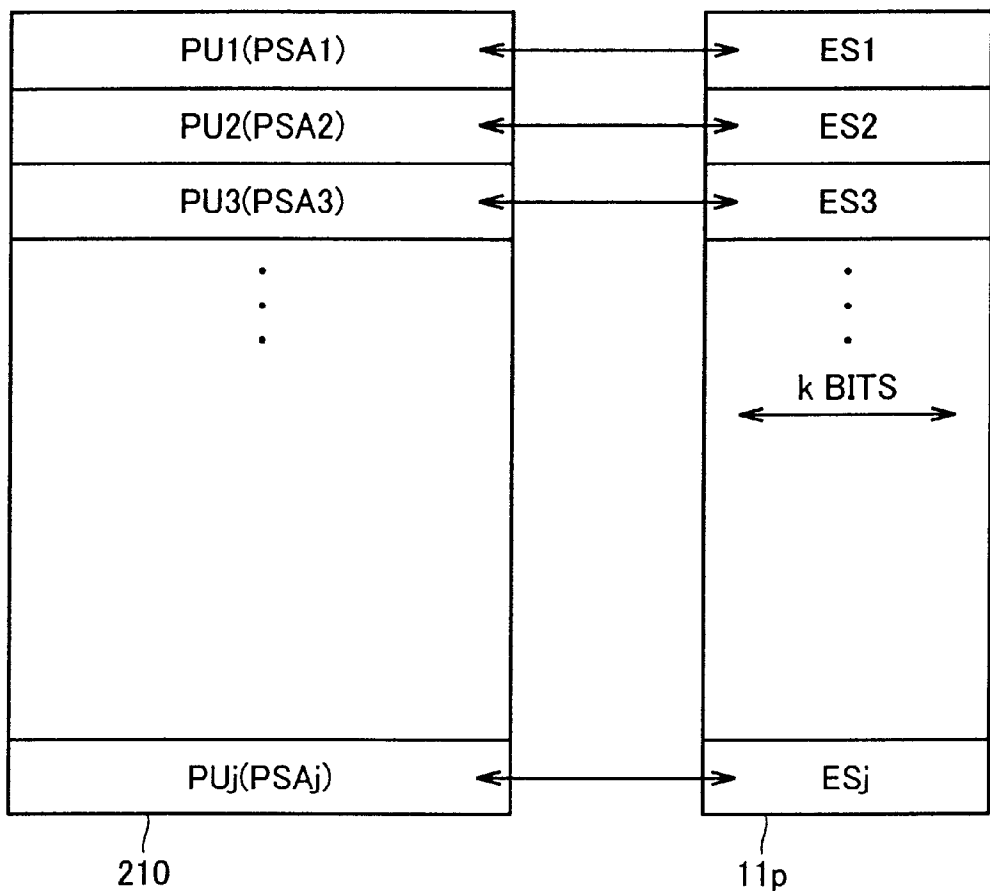 PU1(PSA1) ES1
PU2(PSA2) ES2
PU3(PSA3) ES3
k BITS
PUj(PSAj) ESj
210 11p